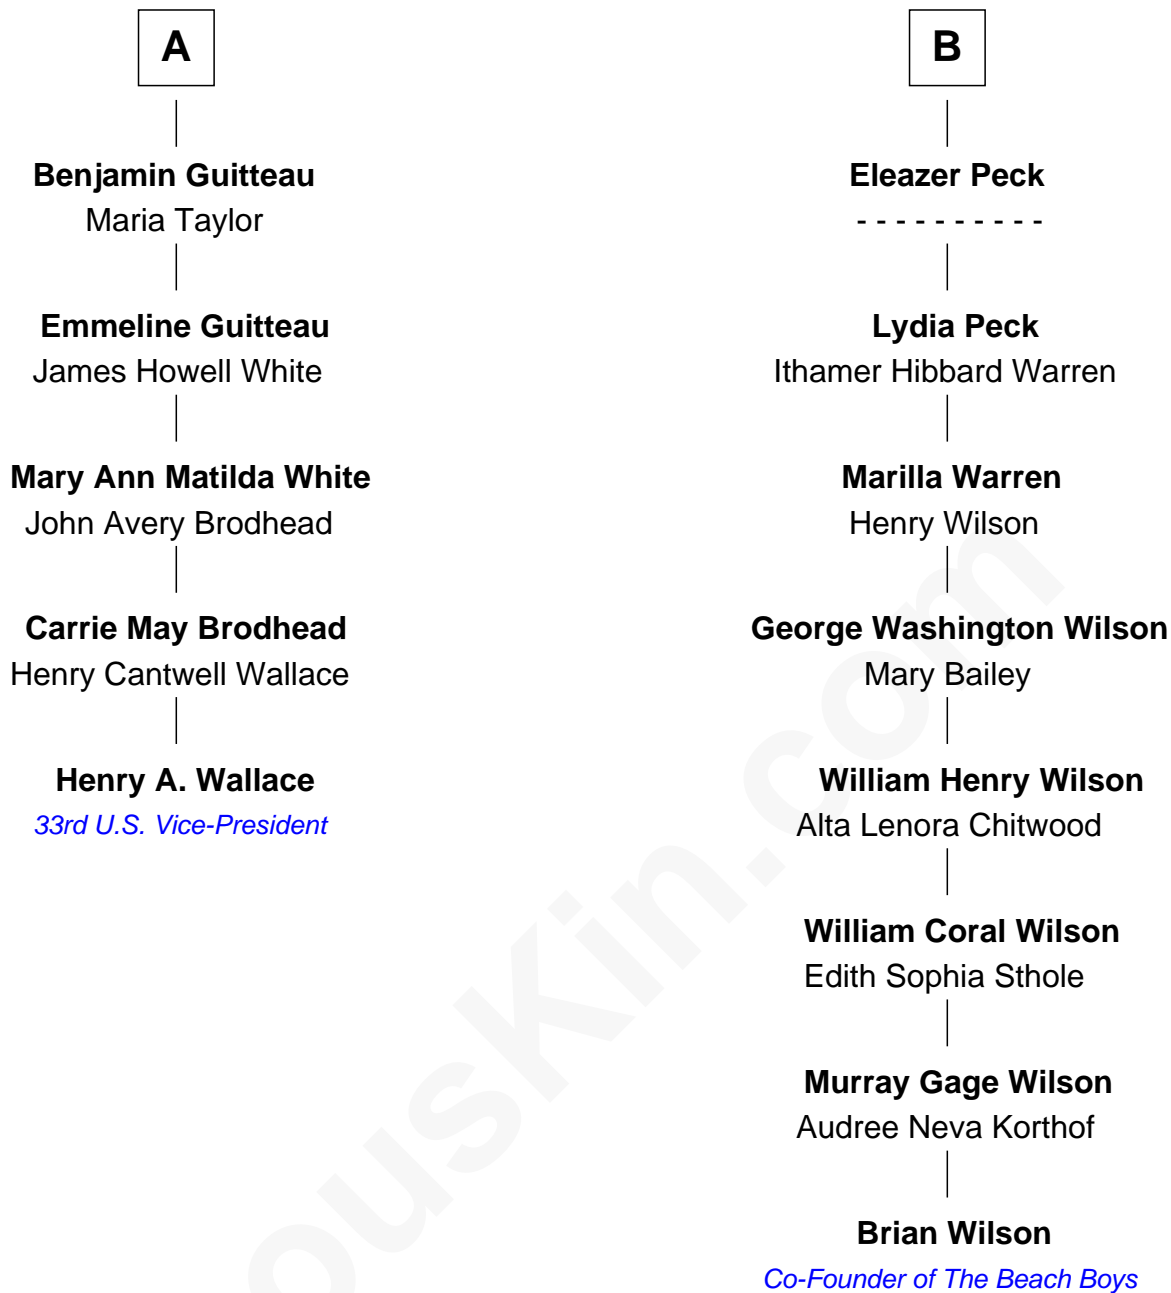 A
Benjamin Guitteau
Maria Taylor
Emmeline Guitteau
James Howell White
Mary Ann Matilda White
John Avery Brodhead
Carrie May Brodhead
Henry Cantwell Wallace
Henry A. Wallace
33rd U.S. Vice-President
B
Eleazer Peck
- - - - - - - - - -
Lydia Peck
Ithamer Hibbard Warren
Marilla Warren
Henry Wilson
George Washington Wilson
Mary Bailey
William Henry Wilson
Alta Lenora Chitwood
William Coral Wilson
Edith Sophia Sthole
Murray Gage Wilson
Audree Neva Korthof
Brian Wilson
Co-Founder of The Beach Boys
ousKin.com